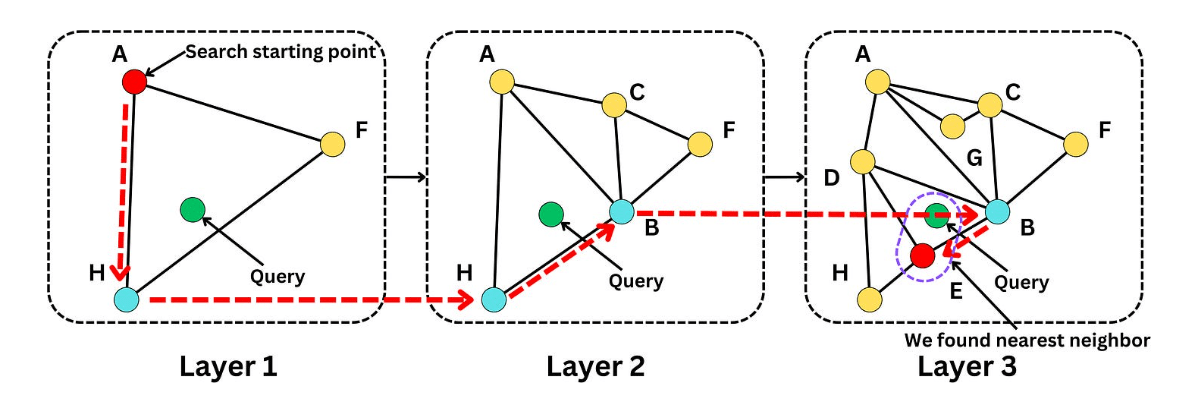 A
Search starting point
F
H
Query
Layer 1
A
C
F
B
H
Query
Layer 2
A
C
F
G
D
B
H
E
Query
We found nearest neighbor
Layer 3